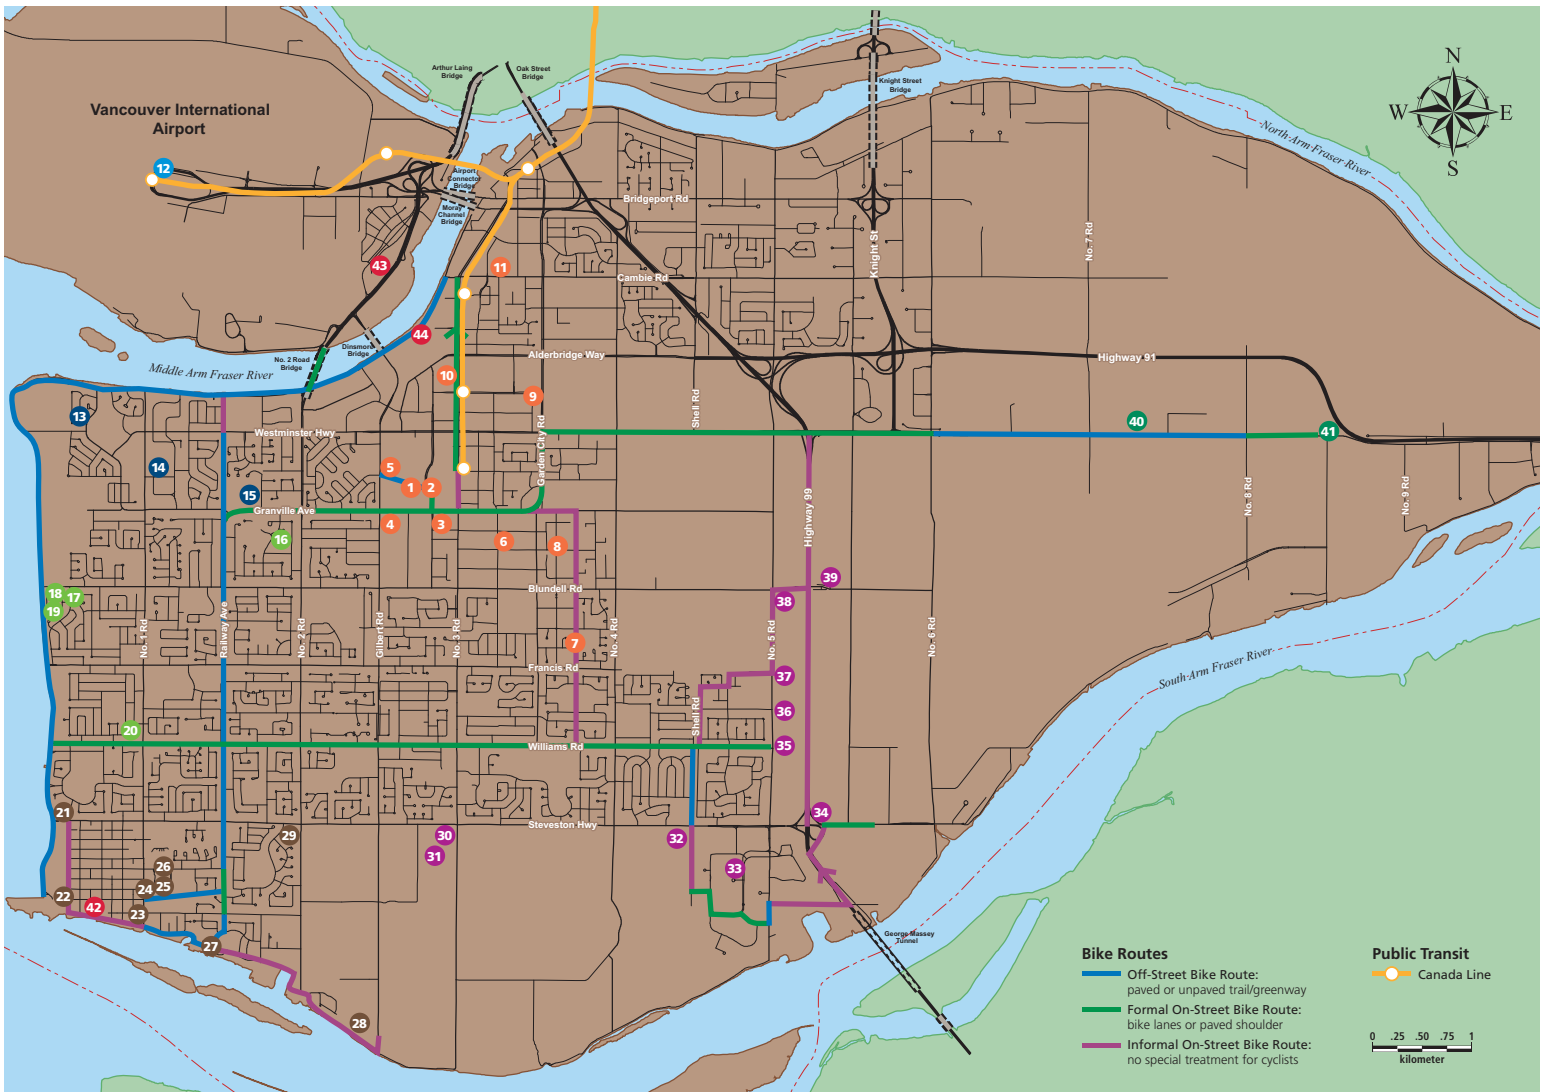 Arthur Laing
Bridge
Oak Street
Bridge
Knight Street
Bridge
N
W
E
S
Vancouver International
Airport
North Arm Fraser River
12
Airport
Connector
Bridge
Moray
Channel
Bridge
Bridgeport Rd
Knight St
No. 7 Rd
43
11
Cambie Rd
44
Dinsmore
Bridge
No. 2 Road
Bridge
Middle Arm Fraser River
Alderbridge Way
Highway 91
10
9
13
Shell Rd
Garden City Rd
40
41
Westminster Hwy
14
5
1
2
15
No. 8 Rd
No. 9 Rd
Granville Ave
4
3
Highway 99
16
6
8
39
18
17
19
Blundell Rd
38
No. 1 Rd
Railway Ave
No. 2 Rd
Gilbert Rd
No. 3 Rd
7
No. 4 Rd
No. 5 Rd
No. 6 Rd
South Arm Fraser River
Francis Rd
37
Shell Rd
36
20
Williams Rd
35
21
34
Steveston Hwy
29
30
32
31
26
33
24
25
22
42
23
27
George Massey
Tunnel
28
Bike Routes
Off-Street Bike Route:
paved or unpaved trail/greenway
Formal On-Street Bike Route:
bike lanes or paved shoulder
Informal On-Street Bike Route:
no special treatment for cyclists
Public Transit
Canada Line
0 .25 .50 .75 1
kilometer